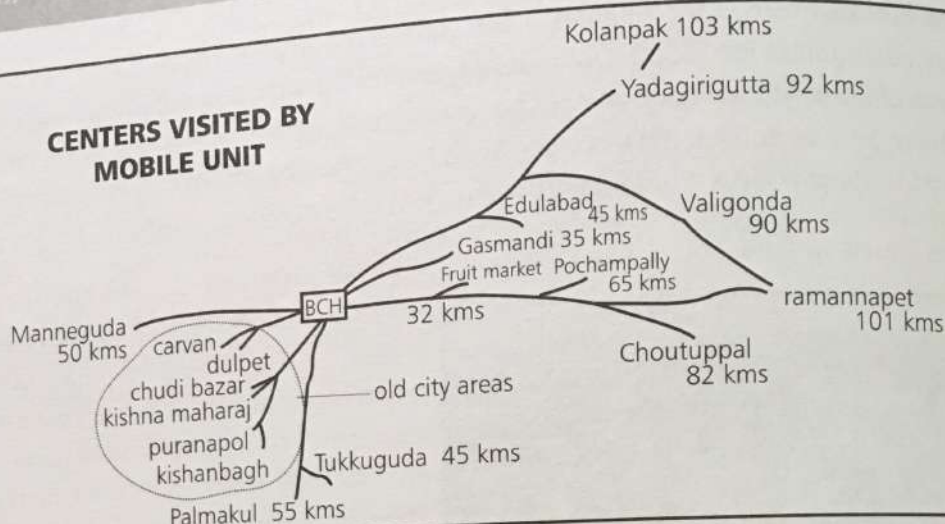 CENTERS VISITED BY
MOBILE UNIT
Kolanpak 103 kms
Yadagirigutta 92 kms
Edulabad
45 kms
Valigonda
90 kms
Gasmandi 35 kms
Fruit market
32 kms
Pochampally
65 kms
BCH
ramannapet
101 kms
Choutuppal
82 kms
Manneguda
50 kms
carvan
dulpet
chudi bazar
kishna maharaj
puranapol
kishanbagh
old city areas
Tukkuguda 45 kms
Palmakul 55 kms